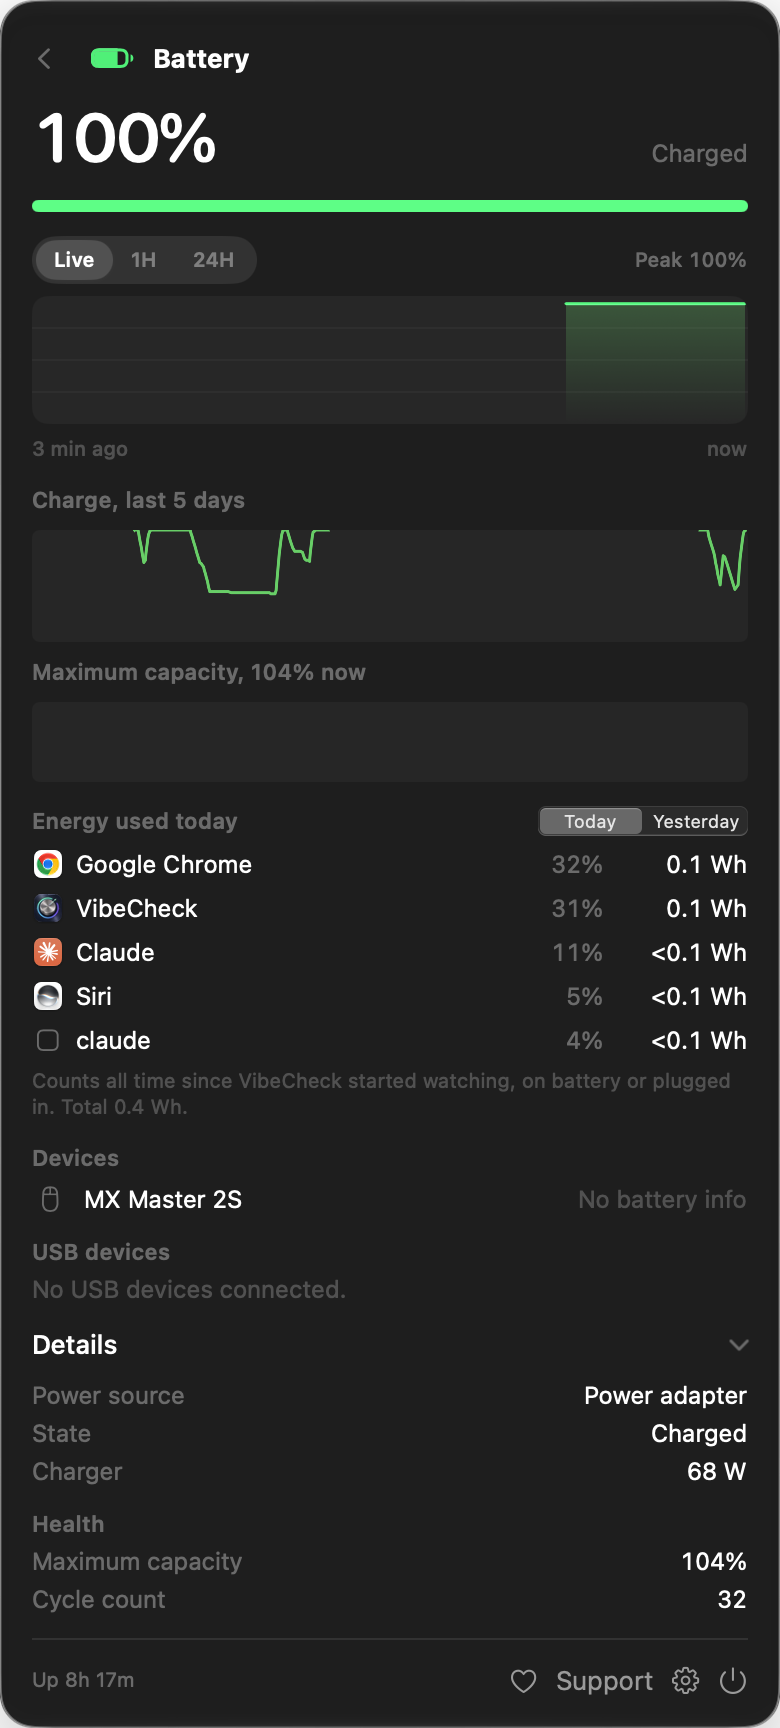 Battery
100%
Charged
Live 1H 24H
Peak 100%
3 min ago
now
Charge, last 5 days
Maximum capacity, 104% now
Energy used today
Today Yesterday
Google Chrome 32% 0.1 Wh
VibeCheck 31% 0.1 Wh
Claude 11% <0.1 Wh
Siri 5% <0.1 Wh
claude 4% <0.1 Wh
Counts all time since VibeCheck started watching, on battery or plugged
in. Total 0.4 Wh.
Devices
MX Master 2S No battery info
USB devices
No USB devices connected.
Details
Power source Power adapter
State Charged
Charger 68 W
Health
Maximum capacity 104%
Cycle count 32
Up 8h 17m
Support